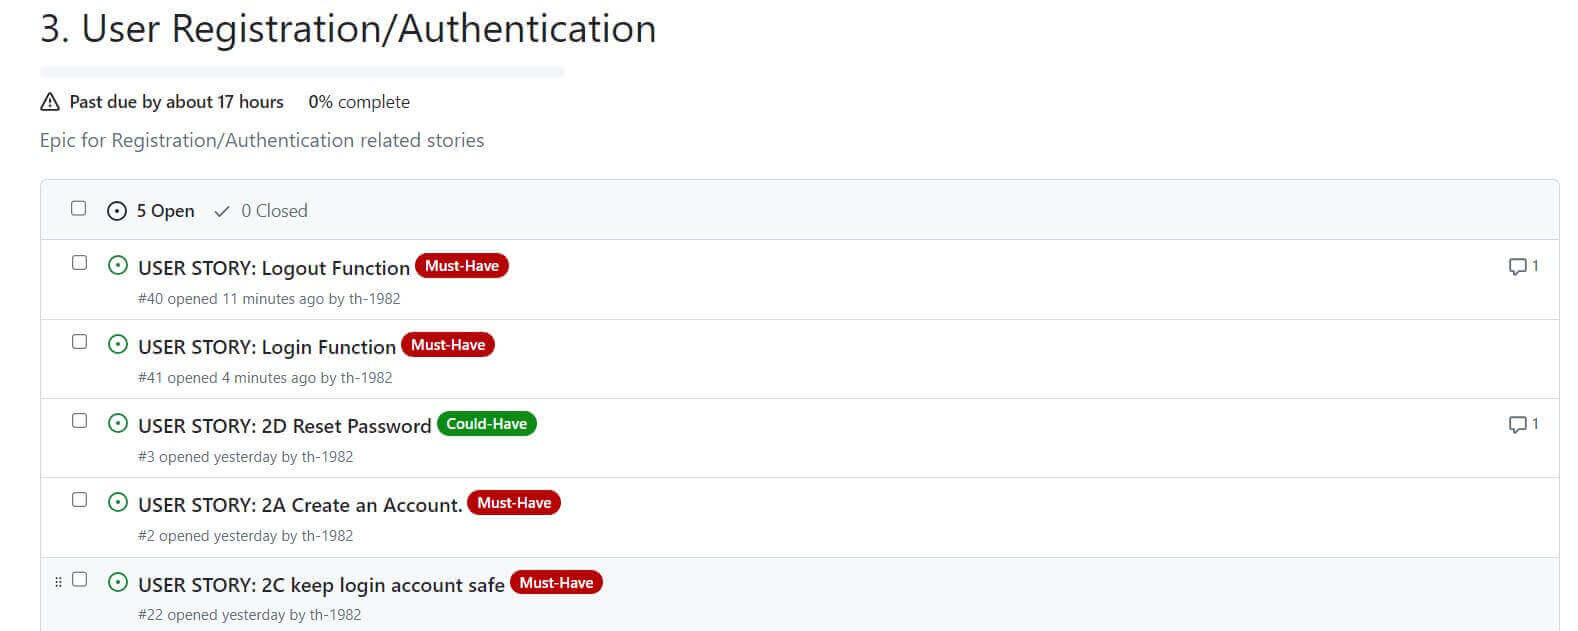 3. User Registration/Authentication
Past due by about 17 hours 0% complete
Epic for Registration/Authentication related stories
5 Open 0 Closed
USER STORY: Logout Function Must-Have 1
#40 opened 11 minutes ago by th-1982
USER STORY: Login Function Must-Have
#41 opened 4 minutes ago by th-1982
USER STORY: 2D Reset Password Could-Have 1
#3 opened yesterday by th-1982
USER STORY: 2A Create an Account. Must-Have
#2 opened yesterday by th-1982
USER STORY: 2C keep login account safe Must-Have
#22 opened yesterday by th-1982